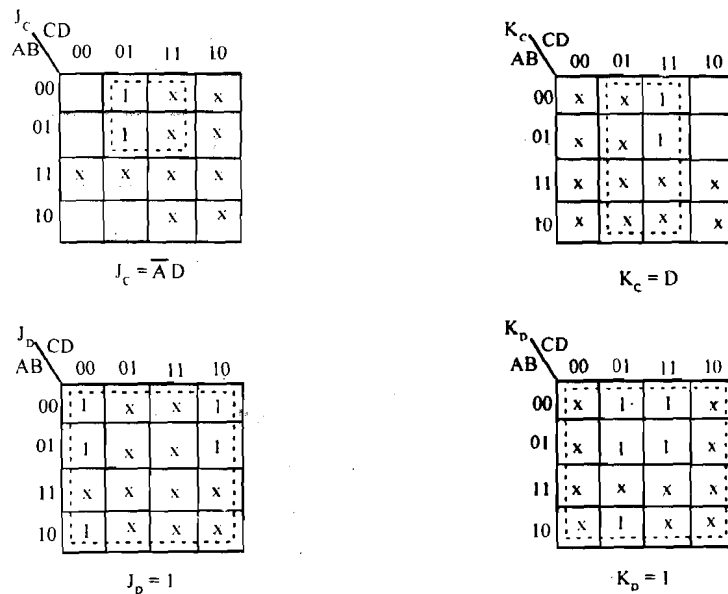 J_C CD K_C CD
AB 00 01 11 10 AB 00 01 11 10
00 1 x x 00 x x 1
01 1 x x 01 x x 1
11 x x x x 11 x x x x
10 x x 10 x x x x
J_C = A̅ D K_C = D
J_D CD K_D CD
AB 00 01 11 10 AB 00 01 11 10
00 1 x x 1 00 x 1 1 x
01 1 x x 1 01 x 1 1 x
11 x x x x 11 x x x x
10 1 x x x 10 x 1 x x
J_D = 1 K_D = 1